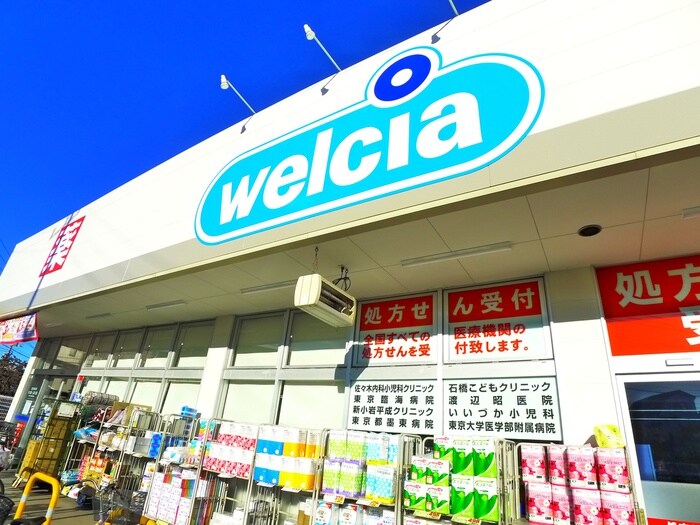 welcia
薬
処方せん受付
全国すべての 医療機関の
処方せんを受 付致します。
佐々木内科小児科クリニック
東京臨海病院
新小岩平成クリニック
東京都墨東病院
石橋こどもクリニック
渡辺昭医院
いいづか小児科
東京大学医学部附属病院
処方